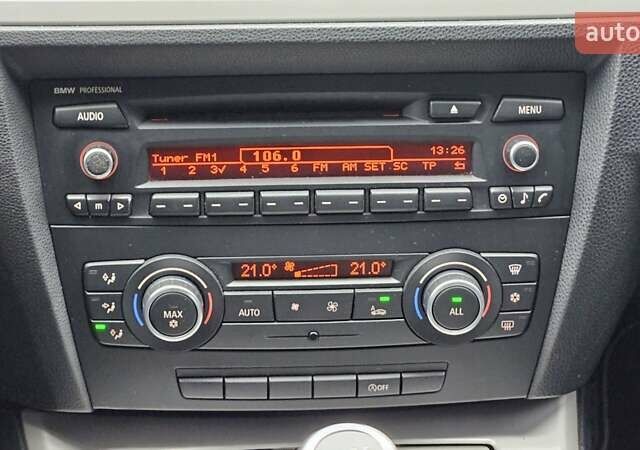 auto
BMW PROFESSIONAL
AUDIO
MENU
Tuner FM1 106.0 13:26
1 2 3✓ 4 5 6 FM AM SET SC TP
m
21.0° 21.0°
MAX
AUTO
ALL
OFF